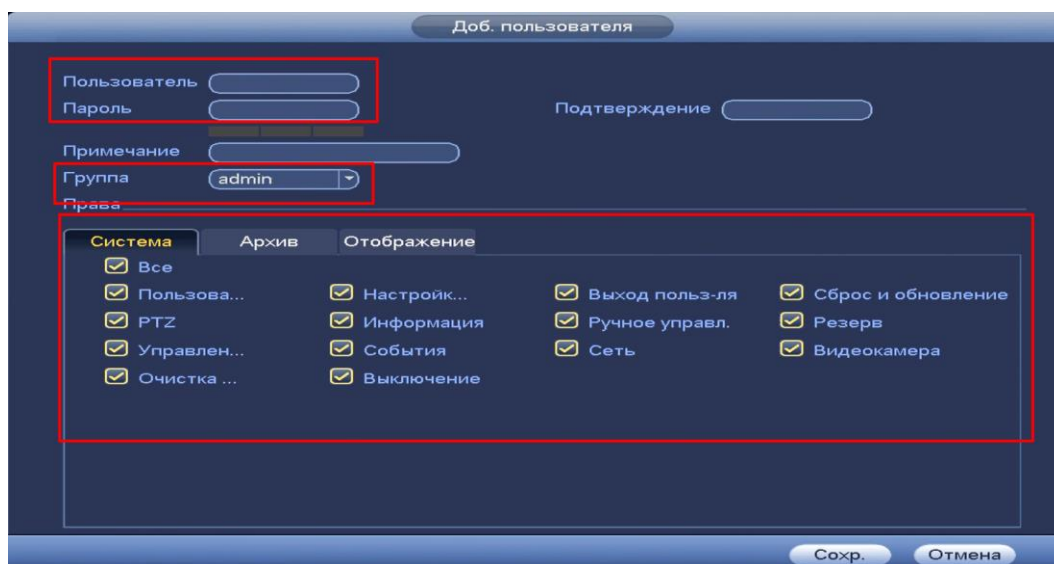 Доб. пользователя
Пользователь
Пароль Подтверждение
Примечание
Группа admin
Права
Система Архив Отображение
Все
Пользова... Настройк... Выход польз-ля Сброс и обновление
PTZ Информация Ручное управл. Резерв
Управлен... События Сеть Видеокамера
Очистка ... Выключение
Сохр. Отмена